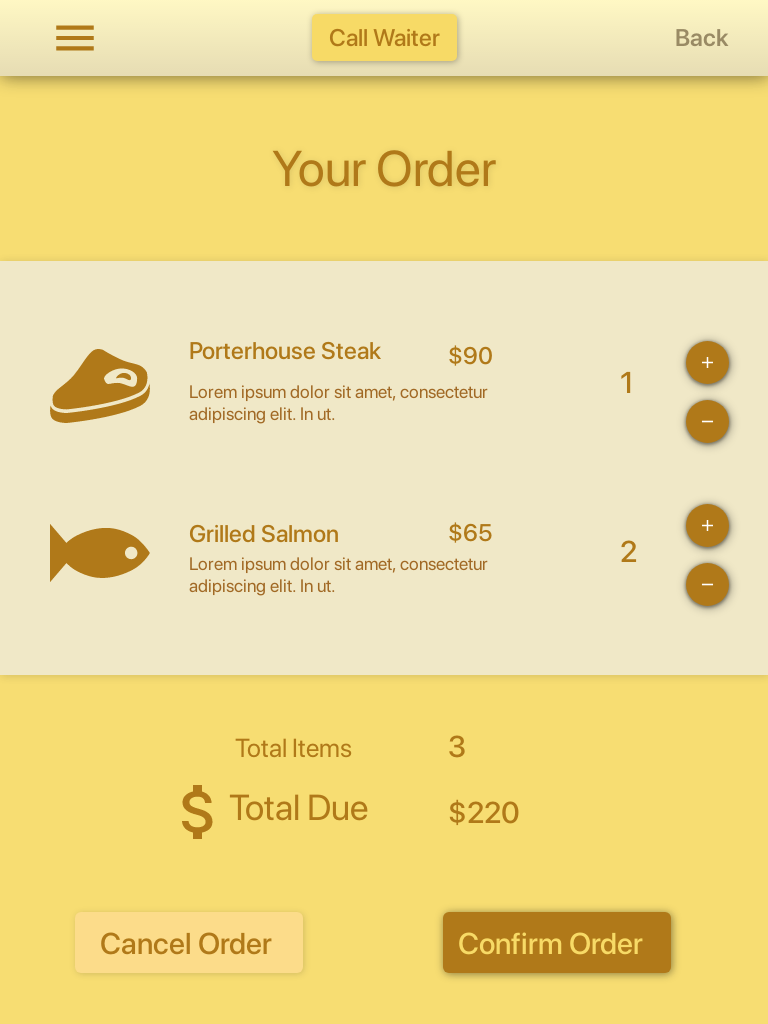 Call Waiter
Back
Your Order
Porterhouse Steak
$90
Lorem ipsum dolor sit amet, consectetur
adipiscing elit. In ut.
1
+
−
Grilled Salmon
$65
Lorem ipsum dolor sit amet, consectetur
adipiscing elit. In ut.
2
+
−
Total Items
3
$ Total Due
$220
Cancel Order
Confirm Order